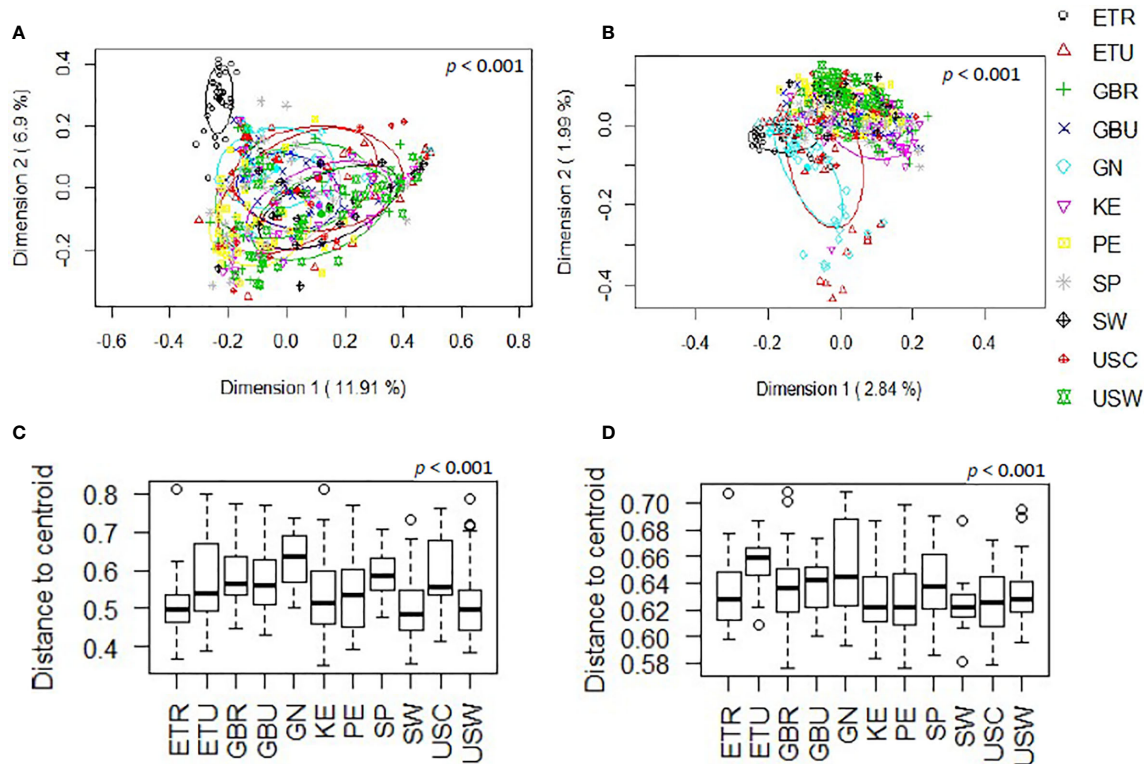 A
p < 0.001
Dimension 2 ( 6.9 %)
0.4
0.2
0.0
-0.2
-0.6
-0.4
-0.2
0.0
0.2
0.4
0.6
0.8
Dimension 1 ( 11.91 %)
B
p < 0.001
Dimension 2 ( 1.99 %)
0.0
-0.2
-0.4
-0.4
-0.2
0.0
0.2
0.4
Dimension 1 ( 2.84 %)
ETR
ETU
GBR
GBU
GN
KE
PE
SP
SW
USC
USW
C
p < 0.001
Distance to centroid
0.8
0.7
0.6
0.5
0.4
ETR
ETU
GBR
GBU
GN
KE
PE
SP
SW
USC
USW
D
p < 0.001
Distance to centroid
0.70
0.68
0.66
0.64
0.62
0.60
0.58
ETR
ETU
GBR
GBU
GN
KE
PE
SP
SW
USC
USW